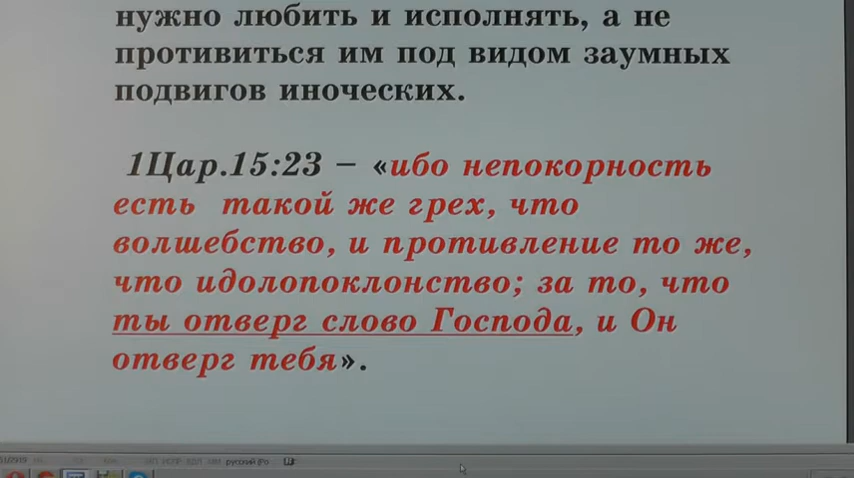 нужно любить и исполнять, а не
противиться им под видом заумных
подвигов иноческих.
1Цар.15:23 – «ибо непокорность
есть такой же грех, что
волшебство, и противление то же,
что идолопоклонство; за то, что
ты отверг слово Господа, и Он
отверг тебя».
русский (Ро